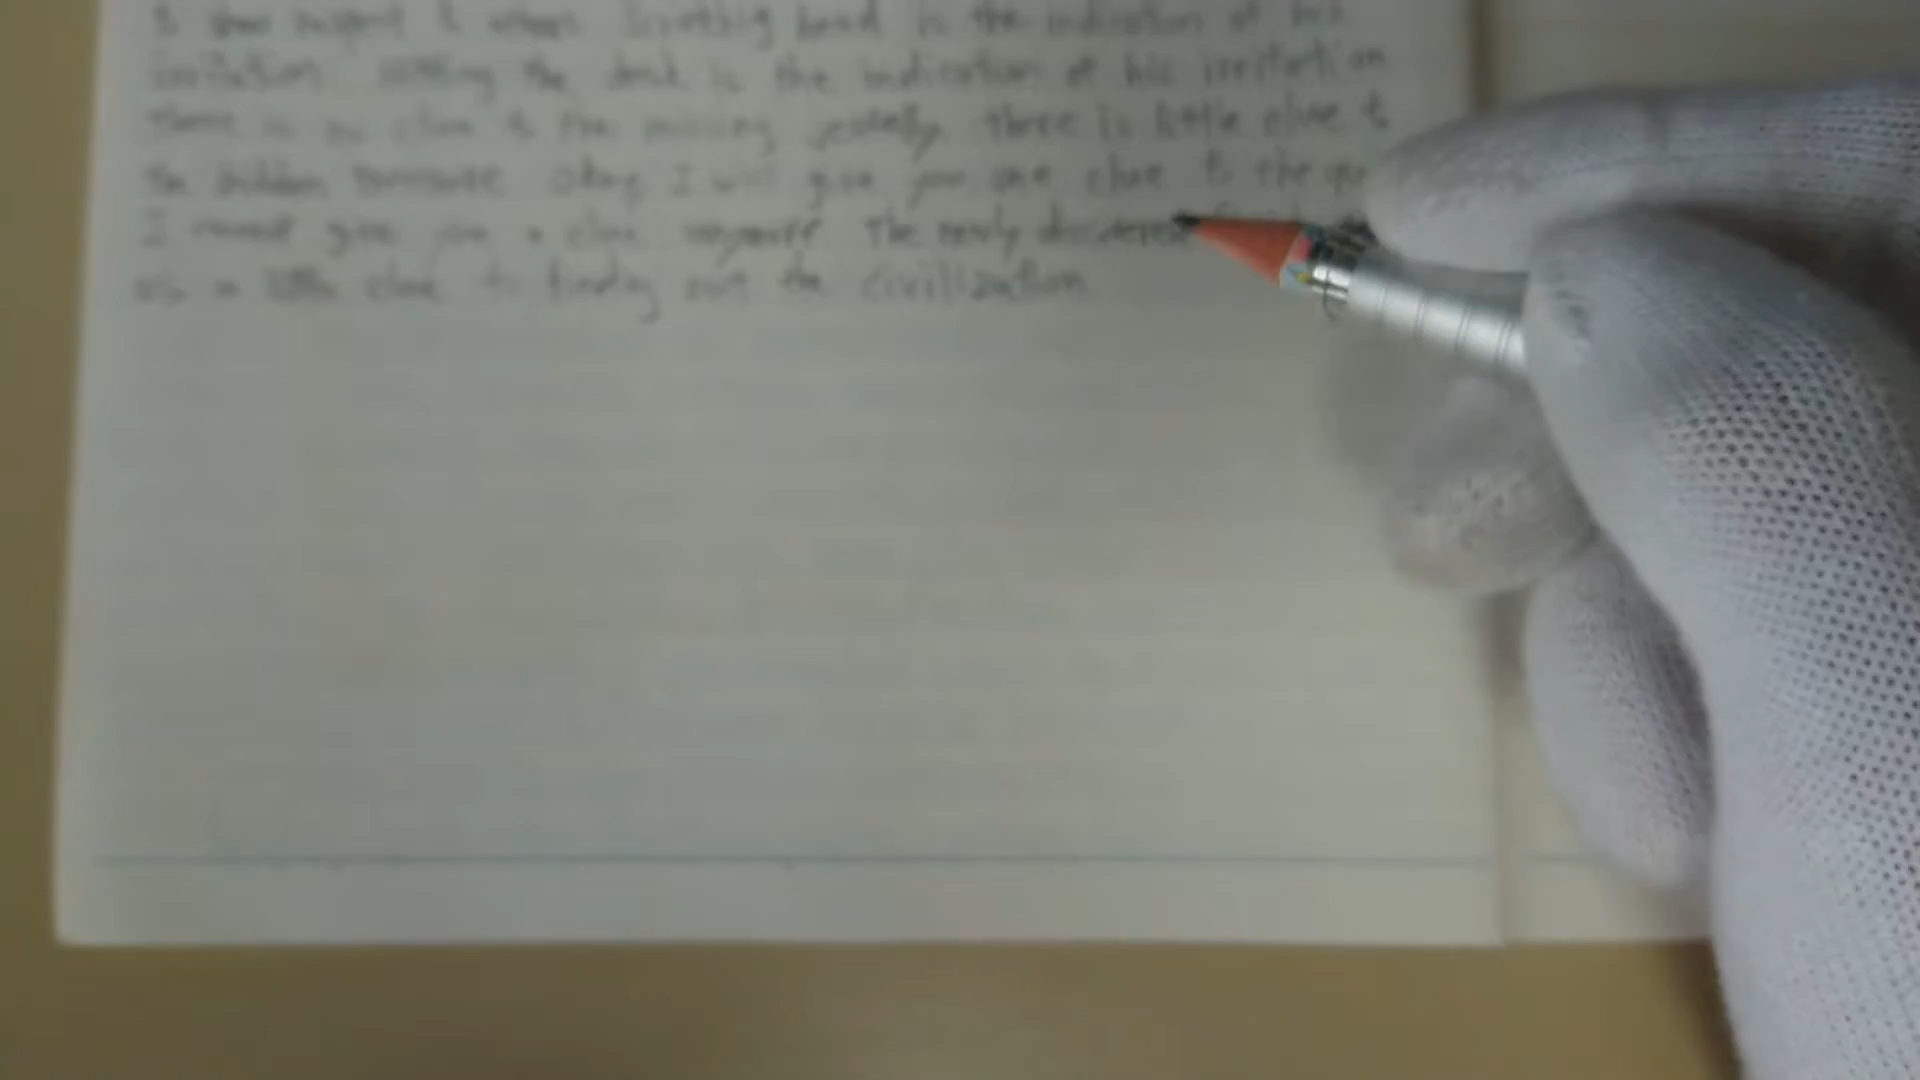 to show respect to others Scratching head is the indication of his
irritation. Hitting the desk is the indication of his irritation
There is no clue to the missing There is little clue to
the hidden treasure Okay I will give you one clue to the
I cannot give you a clue anymore The newly discovered
is a little clue to finding out the civilization.